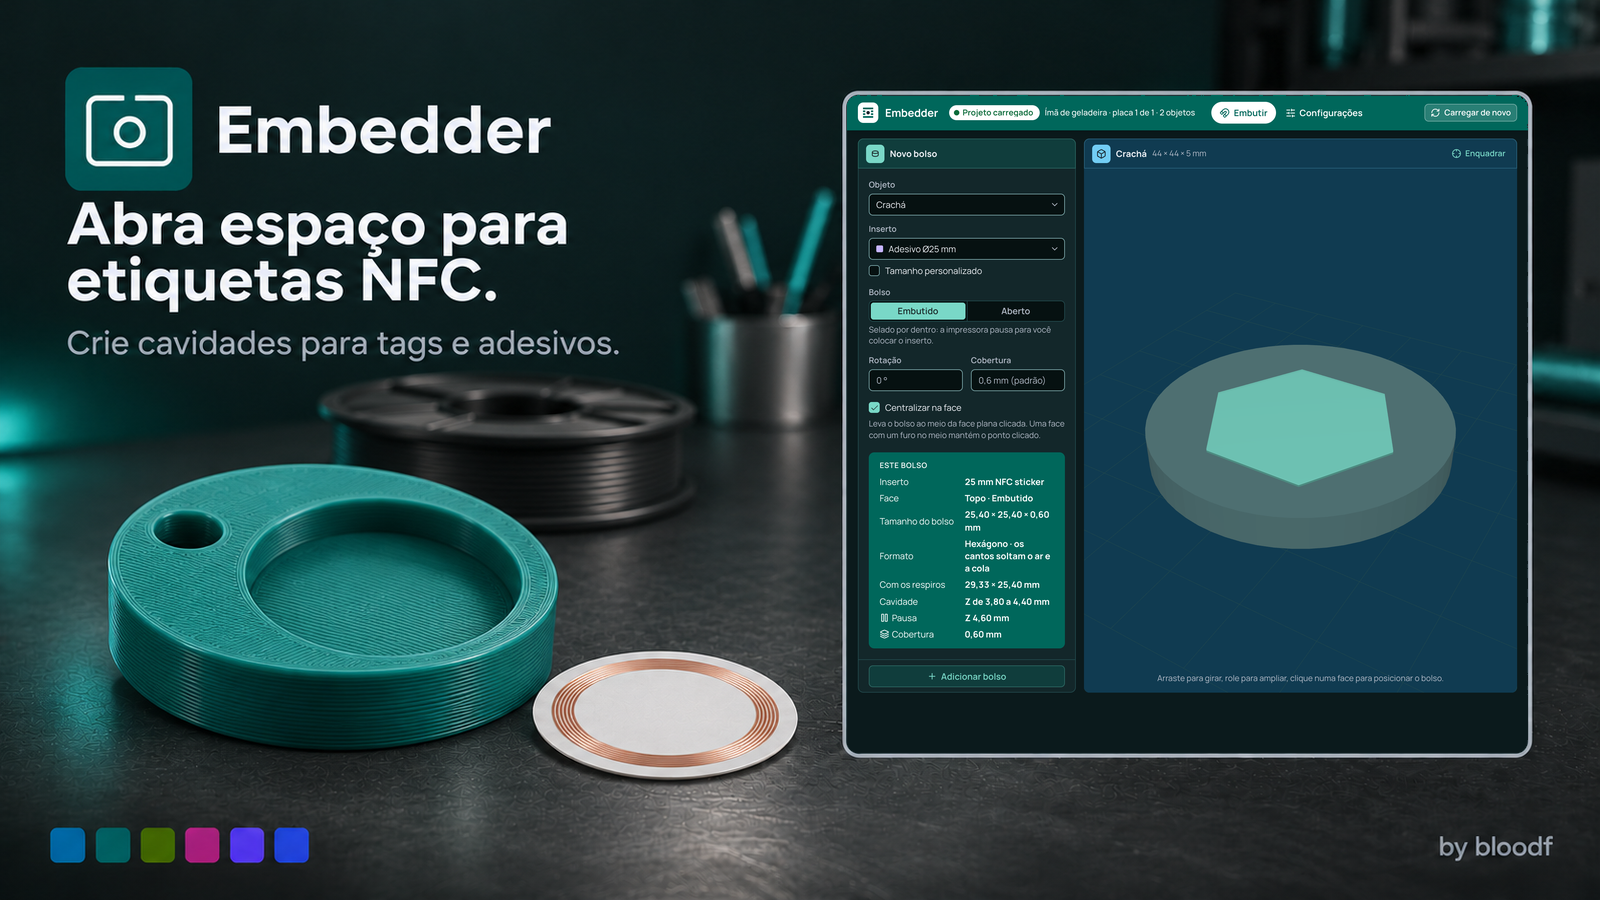 Embedder
Abra espaço para
etiquetas NFC.
Crie cavidades para tags e adesivos.
Embedder
Projeto carregado
Ímã de geladeira · placa 1 de 1 · 2 objetos
Embutir
Configurações
Carregar de novo
Novo bolso
Objeto
Crachá
Inserto
Adesivo Ø25 mm
Tamanho personalizado
Bolso
Embutido
Aberto
Selado por dentro: a impressora pausa para você
colocar o inserto.
Rotação
Cobertura
0 °
0,6 mm (padrão)
Centralizar na face
Leva o bolso ao meio da face plana clicada. Uma face
com um furo no meio mantém o ponto clicado.
ESTE BOLSO
Inserto 25 mm NFC sticker
Face Topo · Embutido
Tamanho do bolso 25,40 × 25,40 × 0,60
mm
Formato Hexágono · os
cantos soltam o ar e
a cola
Com os respiros 29,33 × 25,40 mm
Cavidade Z de 3,80 a 4,40 mm
Pausa Z 4,60 mm
Cobertura 0,60 mm
+ Adicionar bolso
Crachá 44 × 44 × 5 mm
Enquadrar
Arraste para girar, role para ampliar, clique numa face para posicionar o bolso.
by bloodf